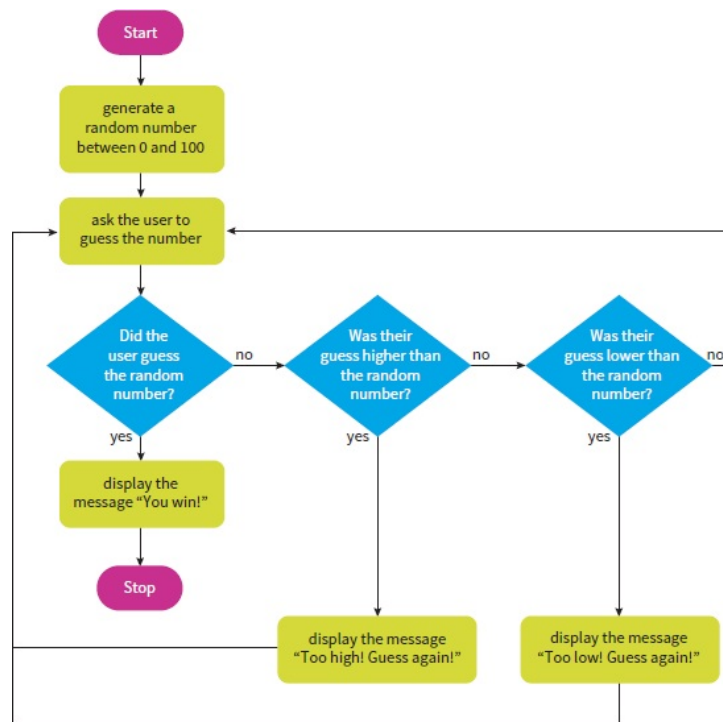 Start
generate a
random number
between 0 and 100
ask the user to
guess the number
Did the
user guess
the random
number?
no
Was their
guess higher than
the random
number?
no
Was their
guess lower than
the random
number?
no
yes
yes
yes
display the
message “You win!”
Stop
display the message
“Too high! Guess again!”
display the message
“Too low! Guess again!”